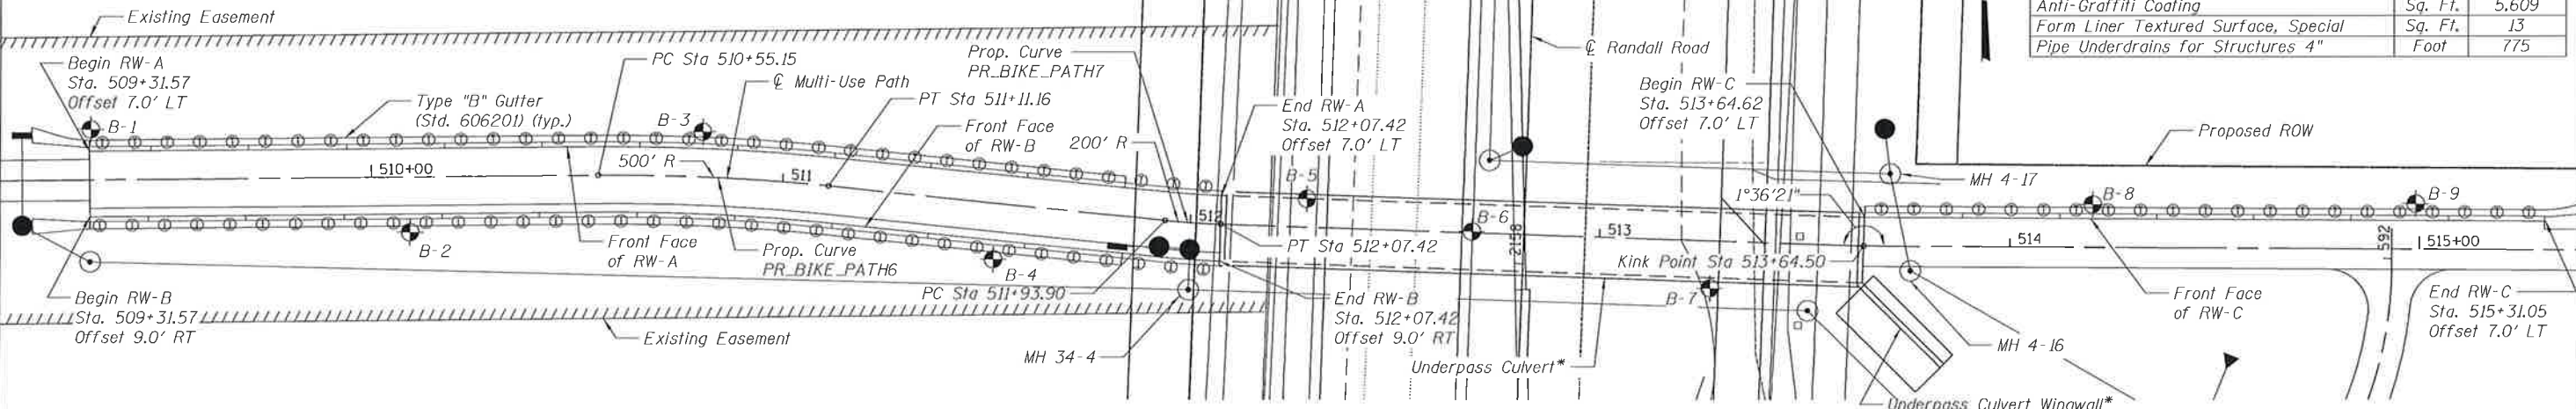 Existing Easement
Begin RW-A
Sta. 509+31.57
Offset 7.0' LT
B-1
Type "B" Gutter
(Std. 606201) (typ.)
510+00
B-2
Begin RW-B
Sta. 509+31.57
Offset 9.0' RT
Existing Easement
PC Sta 510+55.15
℄ Multi-Use Path
B-3
PT Sta 511+11.16
500' R
511
Front Face
of RW-A
Prop. Curve
PR_BIKE_PATH6
Prop. Curve
PR_BIKE_PATH7
Front Face
of RW-B
200' R
B-4
PC Sta 511+93.90
MH 34-4
512
End RW-A
Sta. 512+07.42
Offset 7.0' LT
B-5
PT Sta 512+07.42
End RW-B
Sta. 512+07.42
Offset 9.0' RT
Underpass Culvert*
B-6
2158
℄ Randall Road
513
Begin RW-C
Sta. 513+64.62
Offset 7.0' LT
1°36'21"
Kink Point Sta 513+64.50
B-7
MH 4-17
MH 4-16
Underpass Culvert Wingwall*
514
B-8
Front Face
of RW-C
Proposed ROW
B-9
592
515+00
End RW-C
Sta. 515+31.05
Offset 7.0' LT
Anti-Graffiti Coating Sq. Ft. 5,609
Form Liner Textured Surface, Special Sq. Ft. 13
Pipe Underdrains for Structures 4" Foot 775